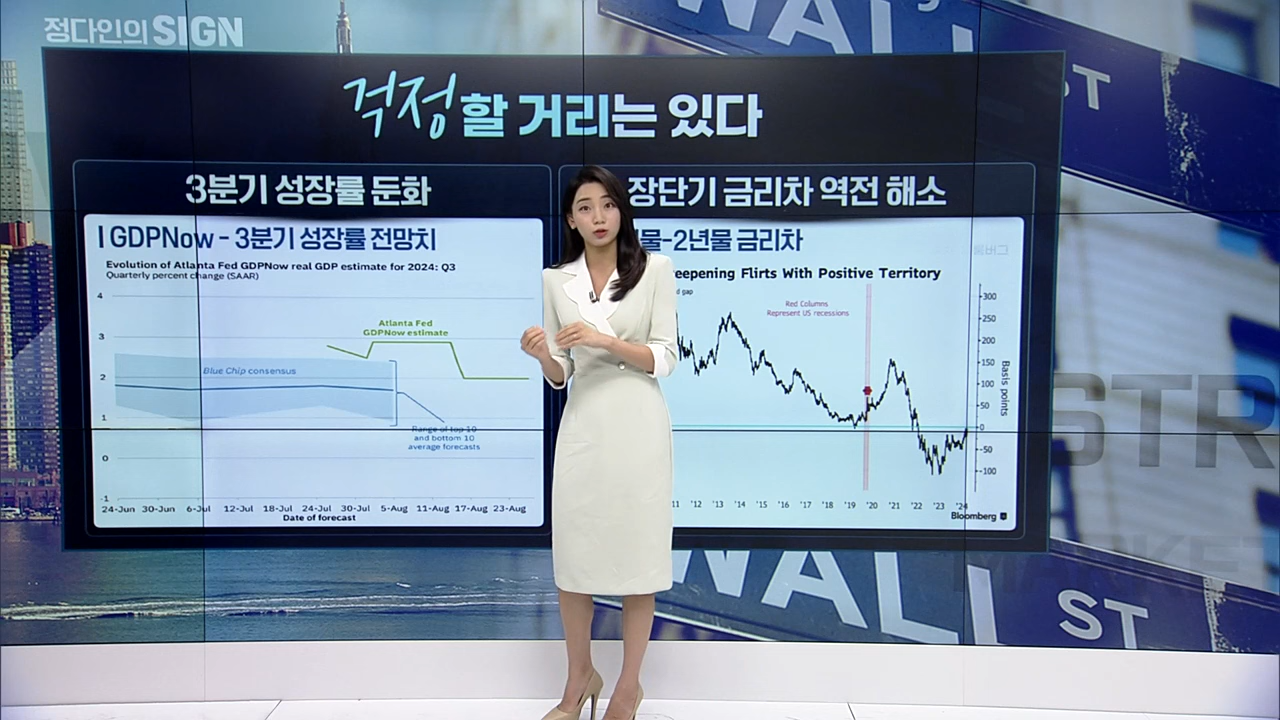 정다인의 SIGN
걱정할 거리는 있다
3분기 성장률 둔화
GDPNow - 3분기 성장률 전망치
Evolution of Atlanta Fed GDPNow real GDP estimate for 2024: Q3
Quarterly percent change (SAAR)
4
3
2
1
0
-1
Atlanta Fed
GDPNow estimate
Blue Chip consensus
Range of top 10
and bottom 10
average forecasts
24-Jun 30-Jun 6-Jul 12-Jul 18-Jul 24-Jul 30-Jul 5-Aug 11-Aug 17-Aug 23-Aug
Date of forecast
장단기 금리차 역전 해소
물-2년물 금리차
eepening Flirts With Positive Territory
gap
Red Columns
Represent US recessions
300
250
200
150
100
50
0
-50
-100
Basis points
11 '12 '13 '14 '15 '16 '17 '18 '19 '20 '21 '22 '23 '24
Bloomberg
WALL
ST
STR
WALL ST